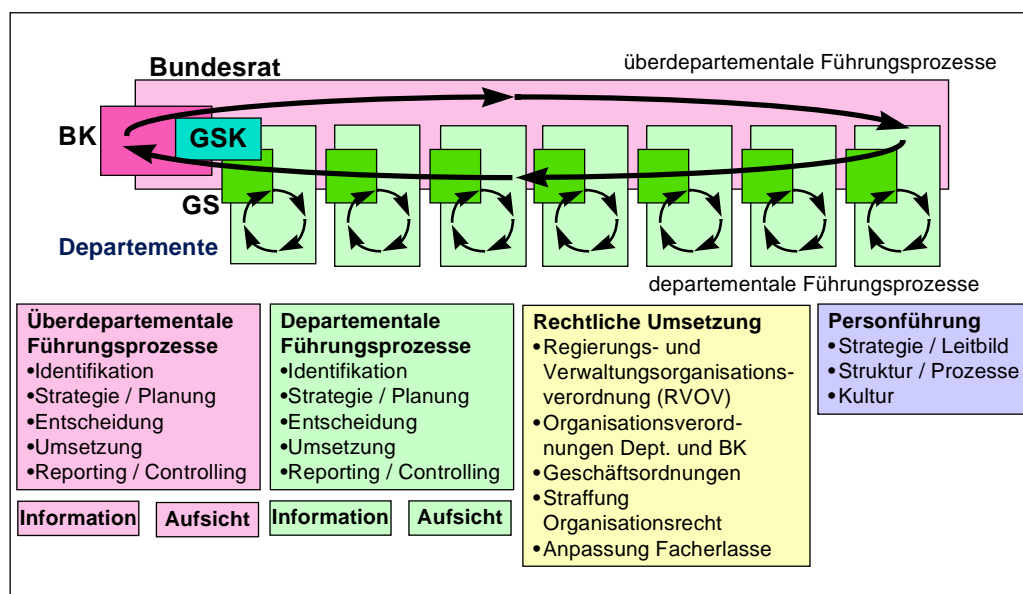 Bundesrat
überdepartementale Führungsprozesse
BK
GSK
GS
Departemente
departementale Führungsprozesse
Überdepartementale
Führungsprozesse
•Identifikation
•Strategie / Planung
•Entscheidung
•Umsetzung
•Reporting / Controlling
Information
Aufsicht
Departementale
Führungsprozesse
•Identifikation
•Strategie / Planung
•Entscheidung
•Umsetzung
•Reporting / Controlling
Information
Aufsicht
Rechtliche Umsetzung
•Regierungs- und
Verwaltungsorganisations-
verordnung (RVOV)
•Organisationsverord-
nungen Dept. und BK
•Geschäftsordnungen
•Straffung
Organisationsrecht
•Anpassung Facherlasse
Personführung
•Strategie / Leitbild
•Struktur / Prozesse
•Kultur